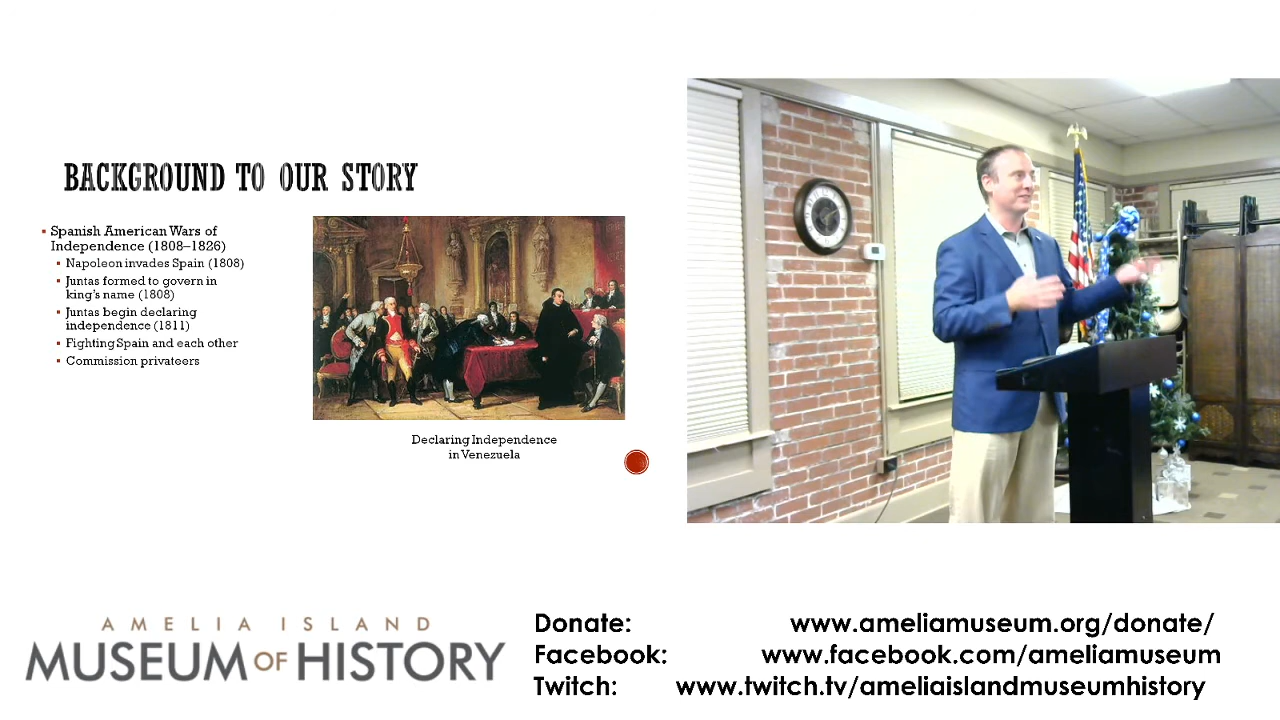 BACKGROUND TO OUR STORY
Spanish American Wars of
Independence (1808–1826)
Napoleon invades Spain (1808)
Juntas formed to govern in
king's name (1808)
Juntas begin declaring
independence (1811)
Fighting Spain and each other
Commission privateers
Declaring Independence
in Venezuela
AMELIA ISLAND
MUSEUM OF HISTORY
Donate: www.ameliamuseum.org/donate/
Facebook: www.facebook.com/ameliamuseum
Twitch: www.twitch.tv/ameliaislandmuseumhistory